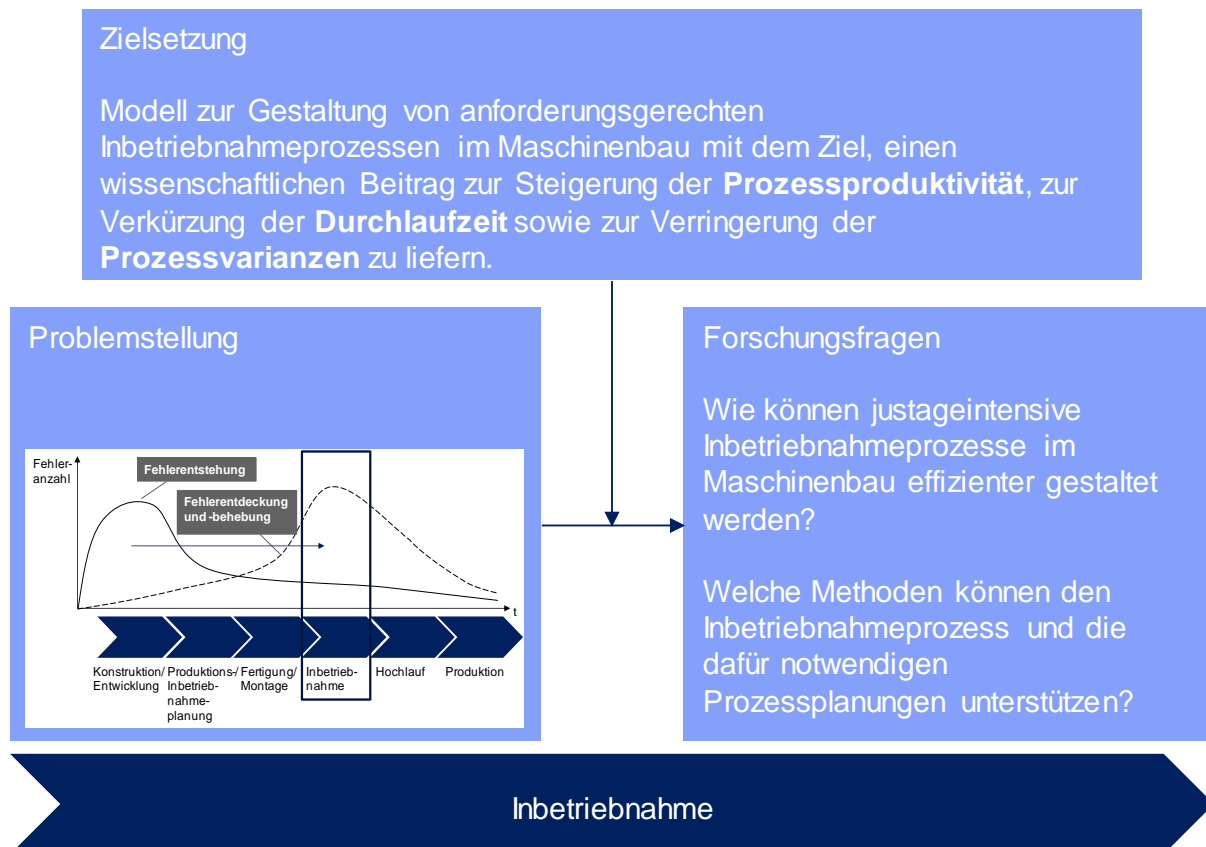 Zielsetzung
Modell zur Gestaltung von anforderungsgerechten
Inbetriebnahmeprozessen im Maschinenbau mit dem Ziel, einen
wissenschaftlichen Beitrag zur Steigerung der Prozessproduktivität, zur
Verkürzung der Durchlaufzeit sowie zur Verringerung der
Prozessvarianzen zu liefern.
Problemstellung
Fehler-
anzahl
Fehlerentstehung
Fehlerentdeckung
und -behebung
t
Konstruktion/
Entwicklung
Produktions-/
Inbetrieb-
nahme-
planung
Fertigung/
Montage
Inbetrieb-
nahme
Hochlauf
Produktion
Forschungsfragen
Wie können justageintensive
Inbetriebnahmeprozesse im
Maschinenbau effizienter gestaltet
werden?
Welche Methoden können den
Inbetriebnahmeprozess und die
dafür notwendigen
Prozessplanungen unterstützen?
Inbetriebnahme